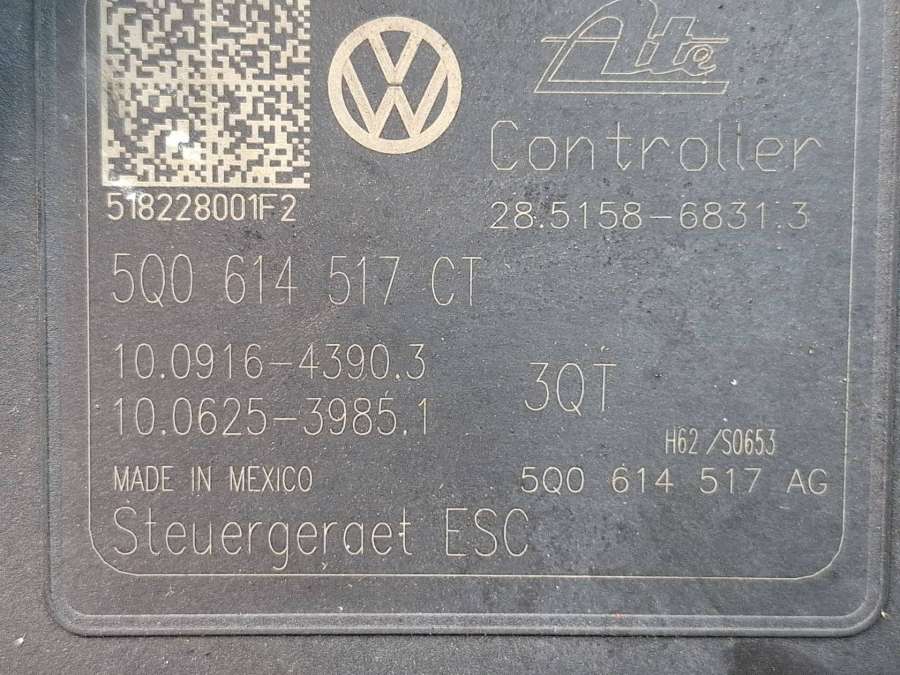 VW
Ate
Controller
518228001F2
28.5158-6831.3
5Q0 614 517 CT
10.0916-4390.3
3QT
10.0625-3985.1
H62 /S0653
MADE IN MEXICO
5Q0 614 517 AG
Steuergeraet ESC